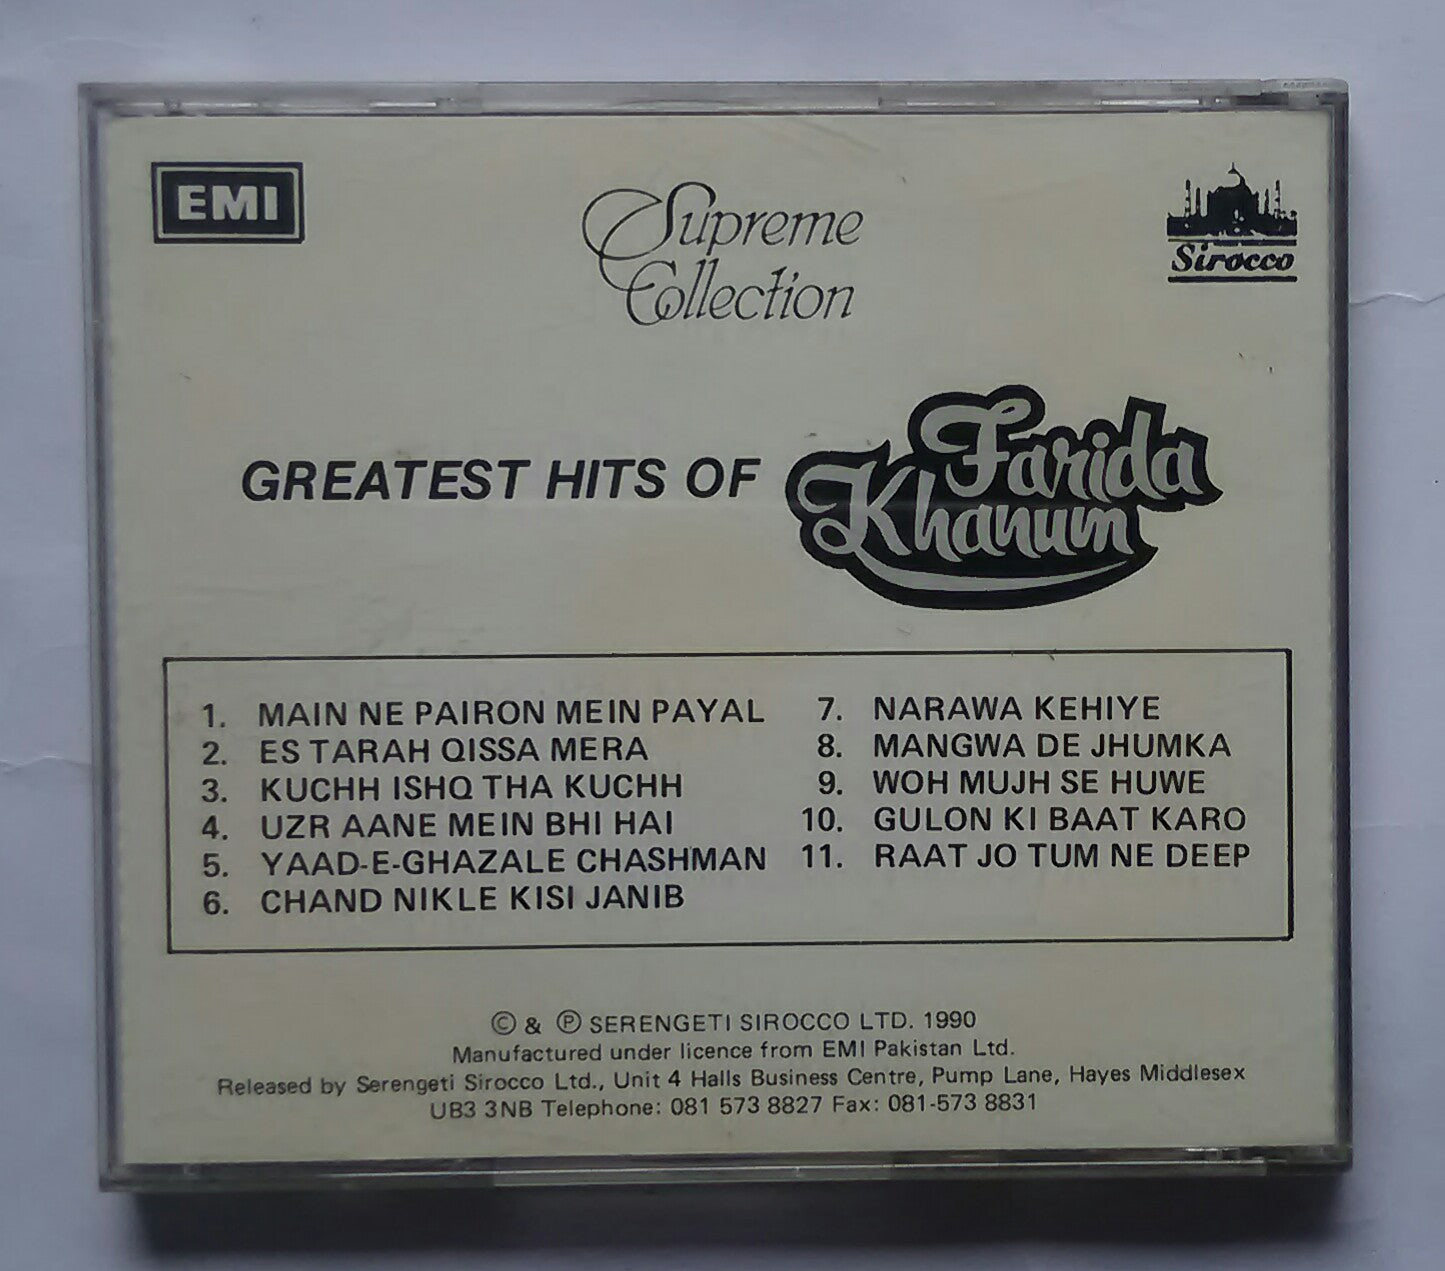 EMI
Supreme
Collection
Sirocco
GREATEST HITS OF Farida
Khanum
1. MAIN NE PAIRON MEIN PAYAL
2. ES TARAH QISSA MERA
3. KUCHH ISHQ THA KUCHH
4. UZR AANE MEIN BHI HAI
5. YAAD-E-GHAZALE CHASHMAN
6. CHAND NIKLE KISI JANIB
7. NARAWA KEHIYE
8. MANGWA DE JHUMKA
9. WOH MUJH SE HUWE
10. GULON KI BAAT KARO
11. RAAT JO TUM NE DEEP
© & ℗ SERENGETI SIROCCO LTD. 1990
Manufactured under licence from EMI Pakistan Ltd.
Released by Serengeti Sirocco Ltd., Unit 4 Halls Business Centre, Pump Lane, Hayes Middlesex
UB3 3NB Telephone: 081 573 8827 Fax: 081-573 8831